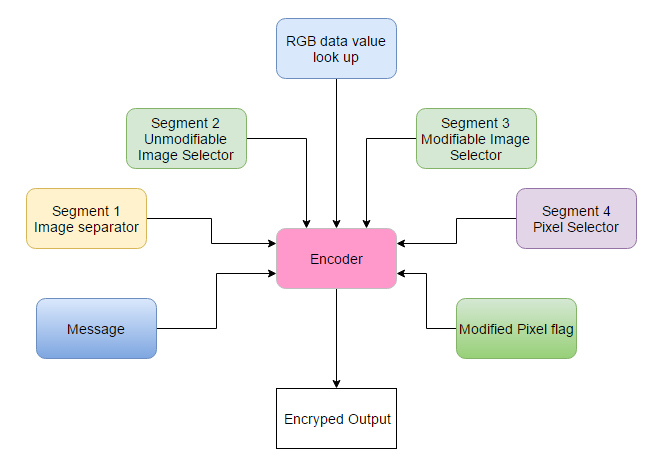 RGB data value
look up
Segment 2
Unmodifiable
Image Selector
Segment 3
Modifiable Image
Selector
Segment 1
Image separator
Segment 4
Pixel Selector
Encoder
Message
Modified Pixel flag
Encryped Output